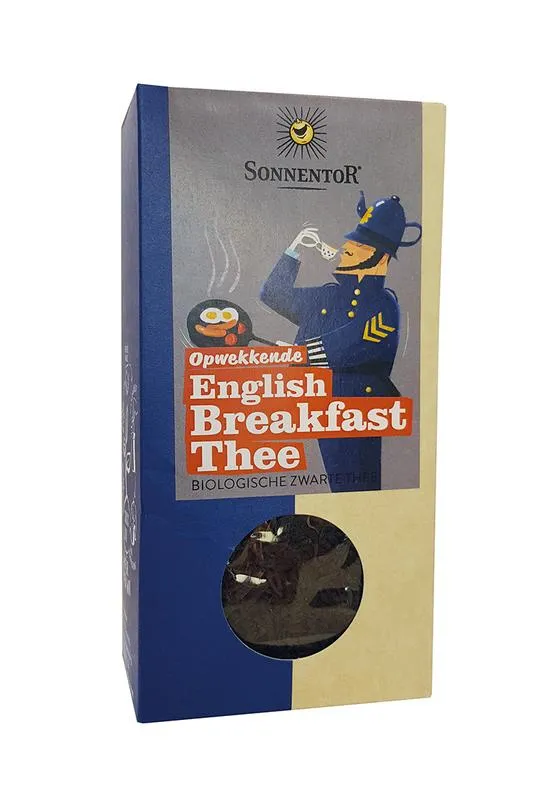 SONNENTOR®
Opwekkende
English
Breakfast
Thee
BIOLOGISCHE ZWARTE THEE